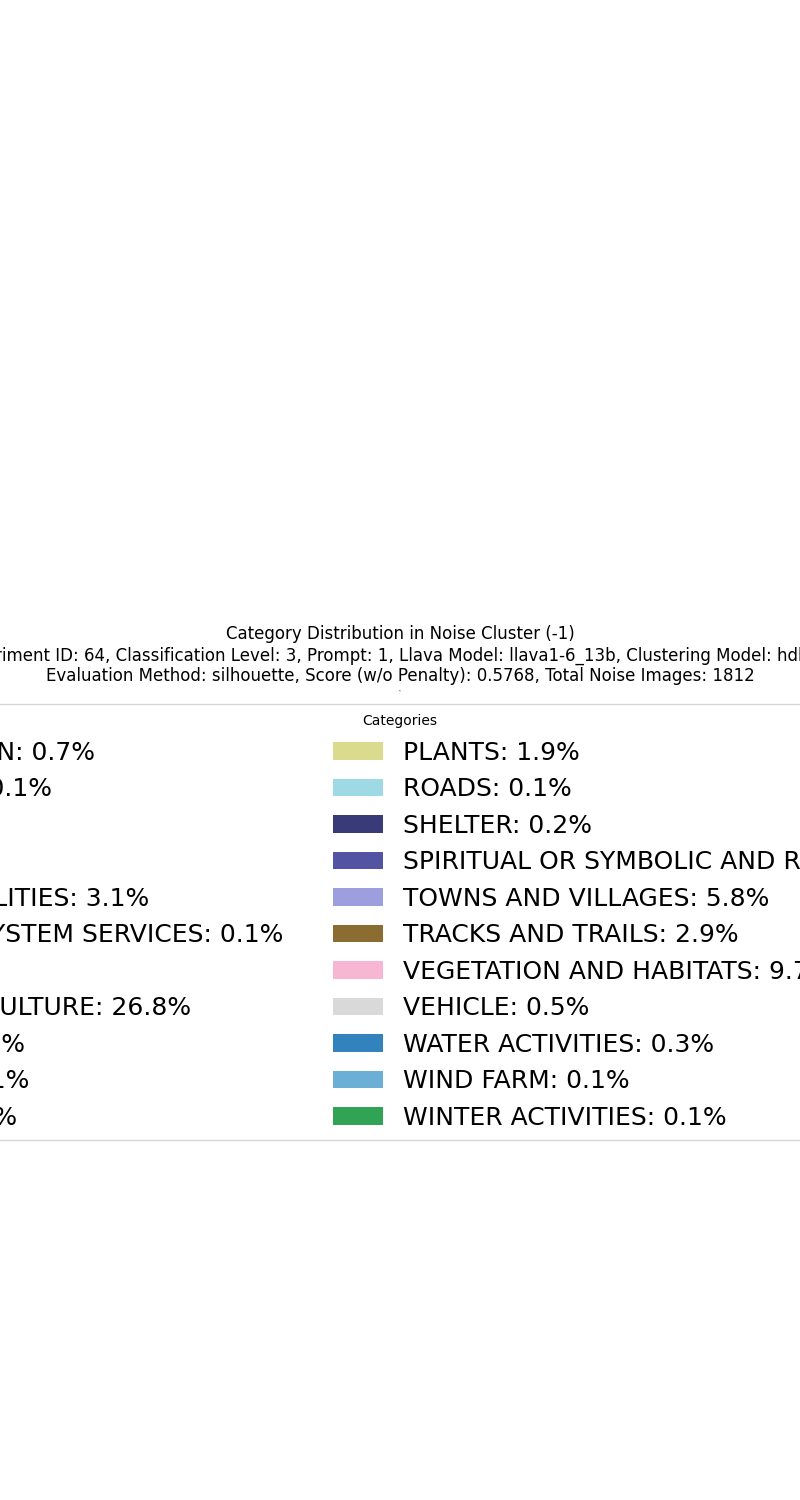 Category Distribution in Noise Cluster (-1)
riment ID: 64, Classification Level: 3, Prompt: 1, Llava Model: llava1-6_13b, Clustering Model: hd
Evaluation Method: silhouette, Score (w/o Penalty): 0.5768, Total Noise Images: 1812
Categories
N: 0.7% PLANTS: 1.9%
0.1% ROADS: 0.1%
SHELTER: 0.2%
SPIRITUAL OR SYMBOLIC AND R
LITIES: 3.1% TOWNS AND VILLAGES: 5.8%
YSTEM SERVICES: 0.1% TRACKS AND TRAILS: 2.9%
VEGETATION AND HABITATS: 9.7
ULTURE: 26.8% VEHICLE: 0.5%
% WATER ACTIVITIES: 0.3%
1% WIND FARM: 0.1%
% WINTER ACTIVITIES: 0.1%